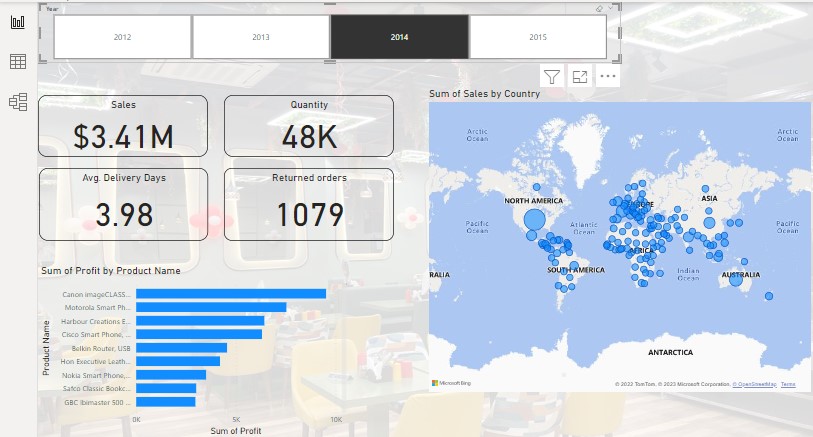 Year
2012 2013 2014 2015
Sales
$3.41M
Quantity
48K
Avg. Delivery Days
3.98
Returned orders
1079
Sum of Sales by Country
Arctic
Ocean
Arctic
Ocean
NORTH AMERICA
EUROPE
ASIA
Pacific
Ocean
Atlantic
Ocean
Pacific
Ocean
AFRICA
SOUTH AMERICA
Indian
Ocean
RALIA
AUSTRALIA
ANTARCTICA
Microsoft Bing
© 2022 TomTom, © 2023 Microsoft Corporation, © OpenStreetMap Terms
Sum of Profit by Product Name
Product Name
Canon imageCLASS...
Motorola Smart Ph...
Harbour Creations E...
Cisco Smart Phone, ...
Belkin Router, USB
Hon Executive Leath...
Nokia Smart Phone,...
Safco Classic Bookc...
GBC Ibimaster 500 ...
0K 5K 10K
Sum of Profit